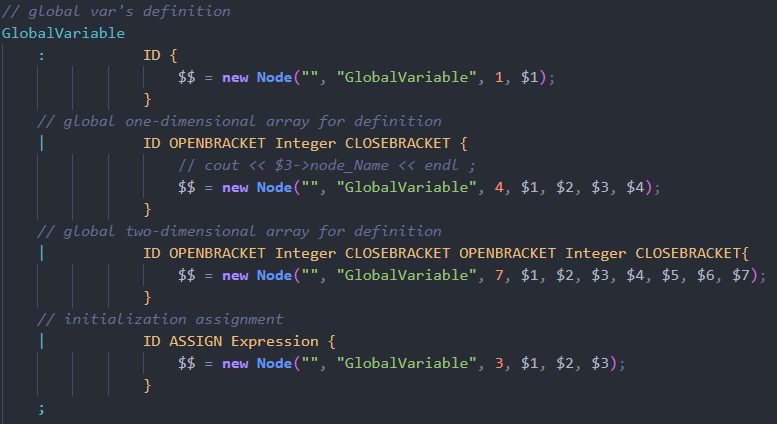 // global var's definition
GlobalVariable
: ID {
$$ = new Node("", "GlobalVariable", 1, $1);
}
// global one-dimensional array for definition
| ID OPENBRACKET Integer CLOSEBRACKET {
// cout << $3->node_Name << endl ;
$$ = new Node("", "GlobalVariable", 4, $1, $2, $3, $4);
}
// global two-dimensional array for definition
| ID OPENBRACKET Integer CLOSEBRACKET OPENBRACKET Integer CLOSEBRACKET{
$$ = new Node("", "GlobalVariable", 7, $1, $2, $3, $4, $5, $6, $7);
}
// initialization assignment
| ID ASSIGN Expression {
$$ = new Node("", "GlobalVariable", 3, $1, $2, $3);
}
;